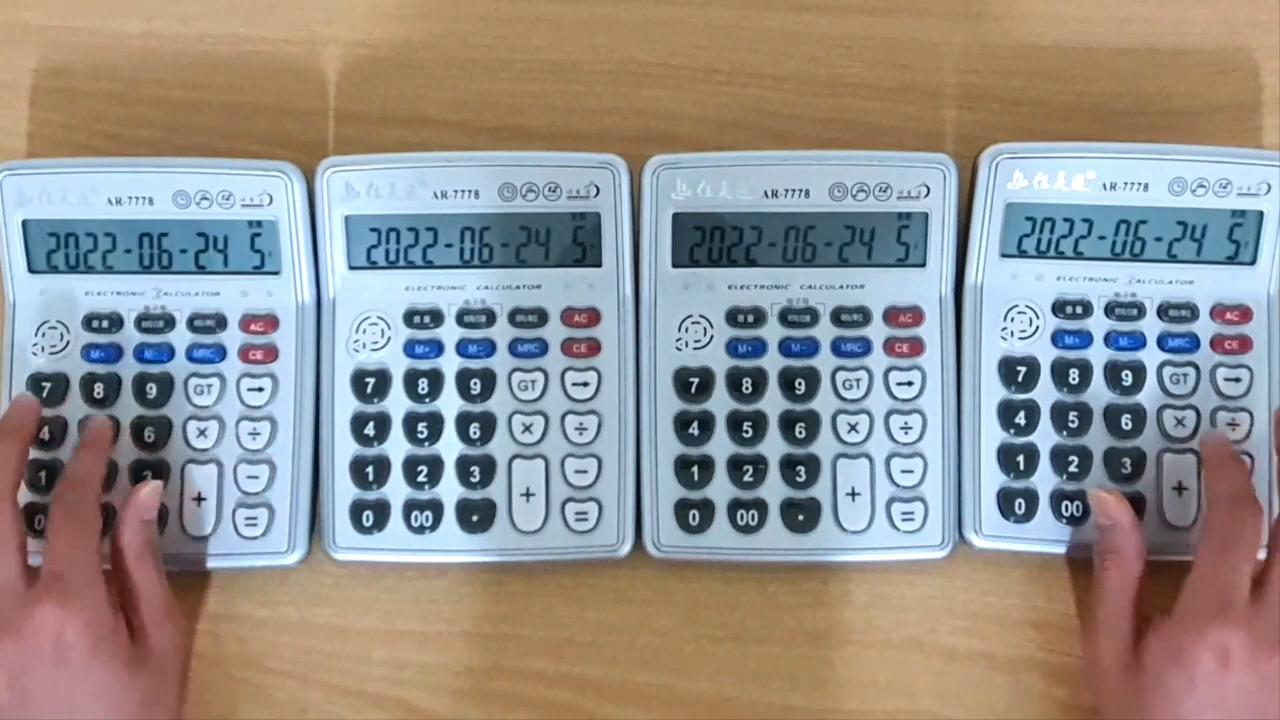 佳灵通® AR-7778
2022-06-24 5
ELECTRONIC CALCULATOR
AC
M+ M- MRC CE
7 8 9 GT →
4 6 × ÷
1 + −
0 =
AR-7778
2022-06-24 5
ELECTRONIC CALCULATOR
AC
M+ M- MRC CE
7 8 9 GT →
4 5 6 × ÷
1 2 3 + −
0 00 · =
AR-7778
2022-06-24 5
ELECTRONIC CALCULATOR
AC
M+ M- MRC CE
7 8 9 GT →
4 5 6 × ÷
1 2 3 + −
0 00 · =
AR-7778
2022-06-24 5
ELECTRONIC CALCULATOR
AC
M+ M- MRC CE
7 8 9 GT →
4 5 6 × ÷
1 2 3 +
0 00